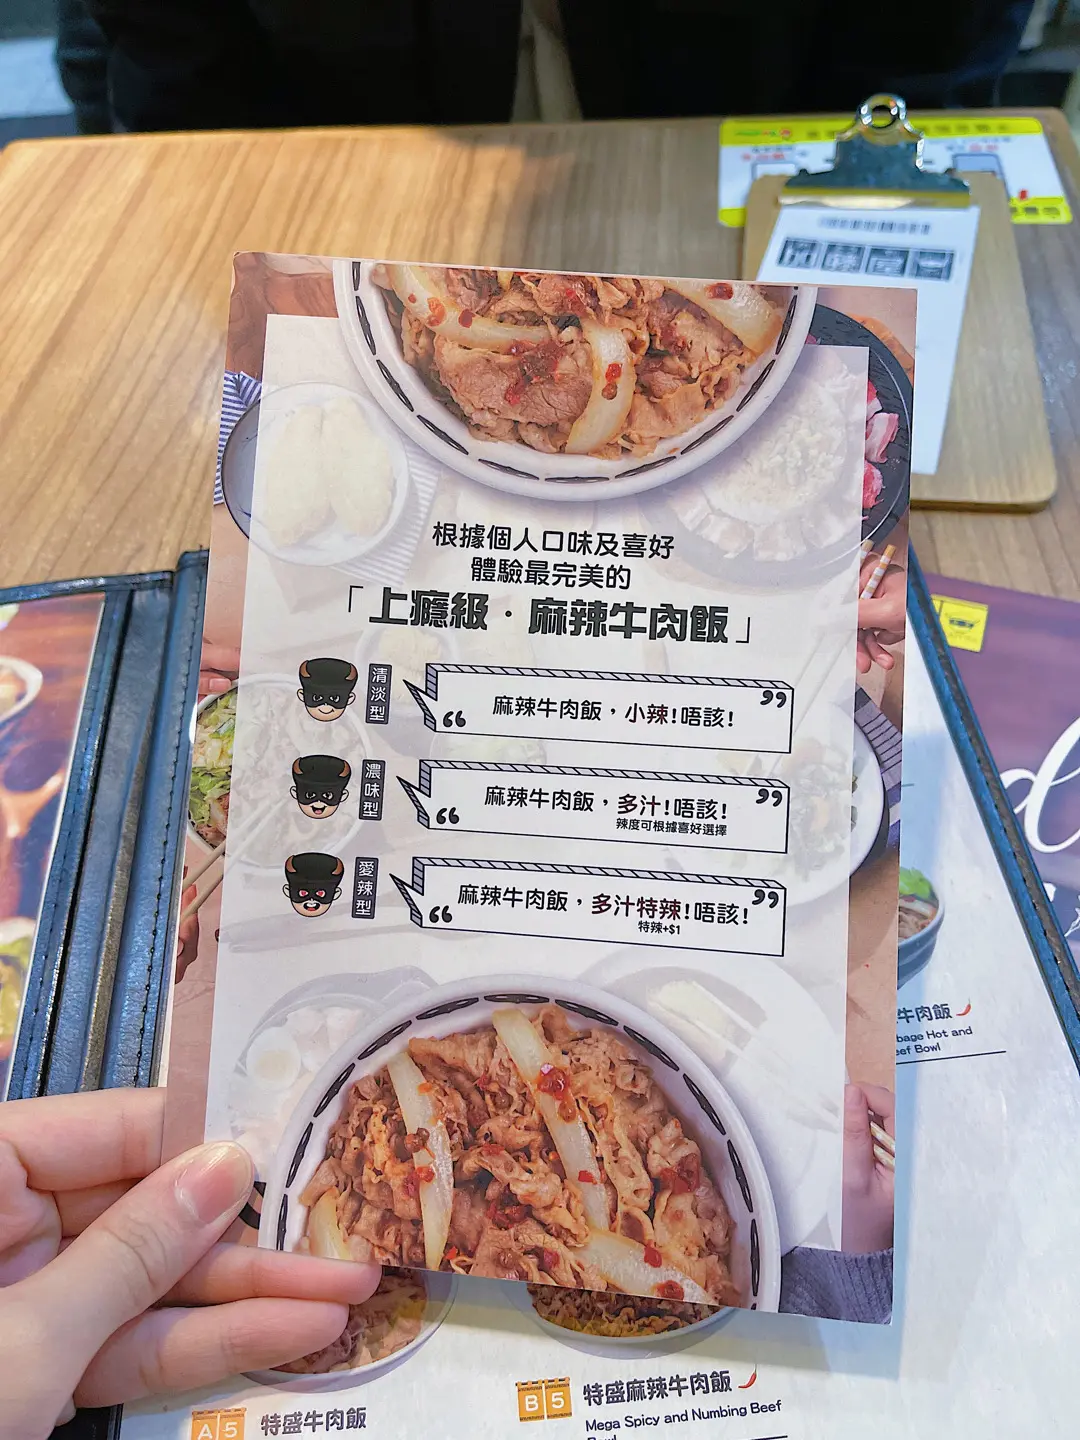 根據個人口味及喜好
體驗最完美的
「上癮級・麻辣牛肉飯」
清淡型
“麻辣牛肉飯，小辣！唔該！”
濃味型
“麻辣牛肉飯，多汁！唔該！”
辣度可根據喜好選擇
愛辣型
“麻辣牛肉飯，多汁特辣！唔該！”
特辣+$1
牛肉飯
bage Hot and
eef Bowl
A5 特盛牛肉飯
B5 特盛麻辣牛肉飯
Mega Spicy and Numbing Beef